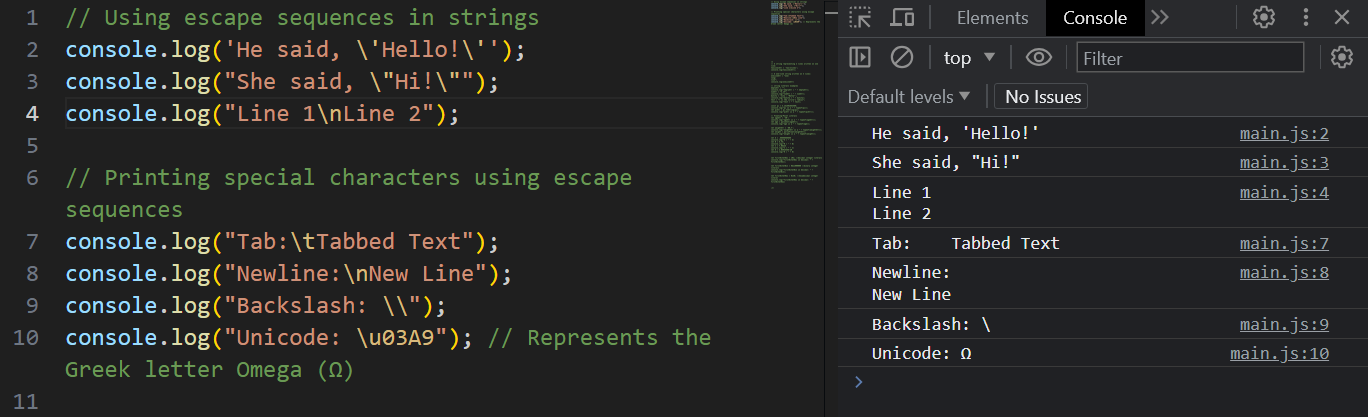 1 // Using escape sequences in strings
2 console.log('He said, \'Hello!\'');
3 console.log("She said, \"Hi!\"");
4 console.log("Line 1\nLine 2");
5
6 // Printing special characters using escape
sequences
7 console.log("Tab:\tTabbed Text");
8 console.log("Newline:\nNew Line");
9 console.log("Backslash: \\");
10 console.log("Unicode: \u03A9"); // Represents the
Greek letter Omega (Ω)
11
Elements Console
top Filter
Default levels No Issues
He said, 'Hello!' main.js:2
She said, "Hi!" main.js:3
Line 1 main.js:4
Line 2
Tab:	Tabbed Text main.js:7
Newline: main.js:8
New Line
Backslash: \ main.js:9
Unicode: Ω main.js:10